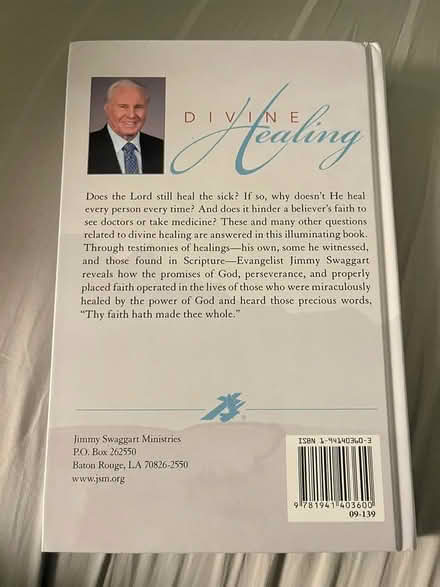 DIVINE
Healing
Does the Lord still heal the sick? If so, why doesn't He heal
every person every time? And does it hinder a believer's faith to
see doctors or take medicine? These and many other questions
related to divine healing are answered in this illuminating book.
Through testimonies of healings—his own, some he witnessed,
and those found in Scripture—Evangelist Jimmy Swaggart
reveals how the promises of God, perseverance, and properly
placed faith operated in the lives of those who were miraculously
healed by the power of God and heard those precious words,
"Thy faith hath made thee whole."
Jimmy Swaggart Ministries
P.O. Box 262550
Baton Rouge, LA 70826-2550
www.jsm.org
ISBN 1-94140360-3
9 781941 403600
09-139